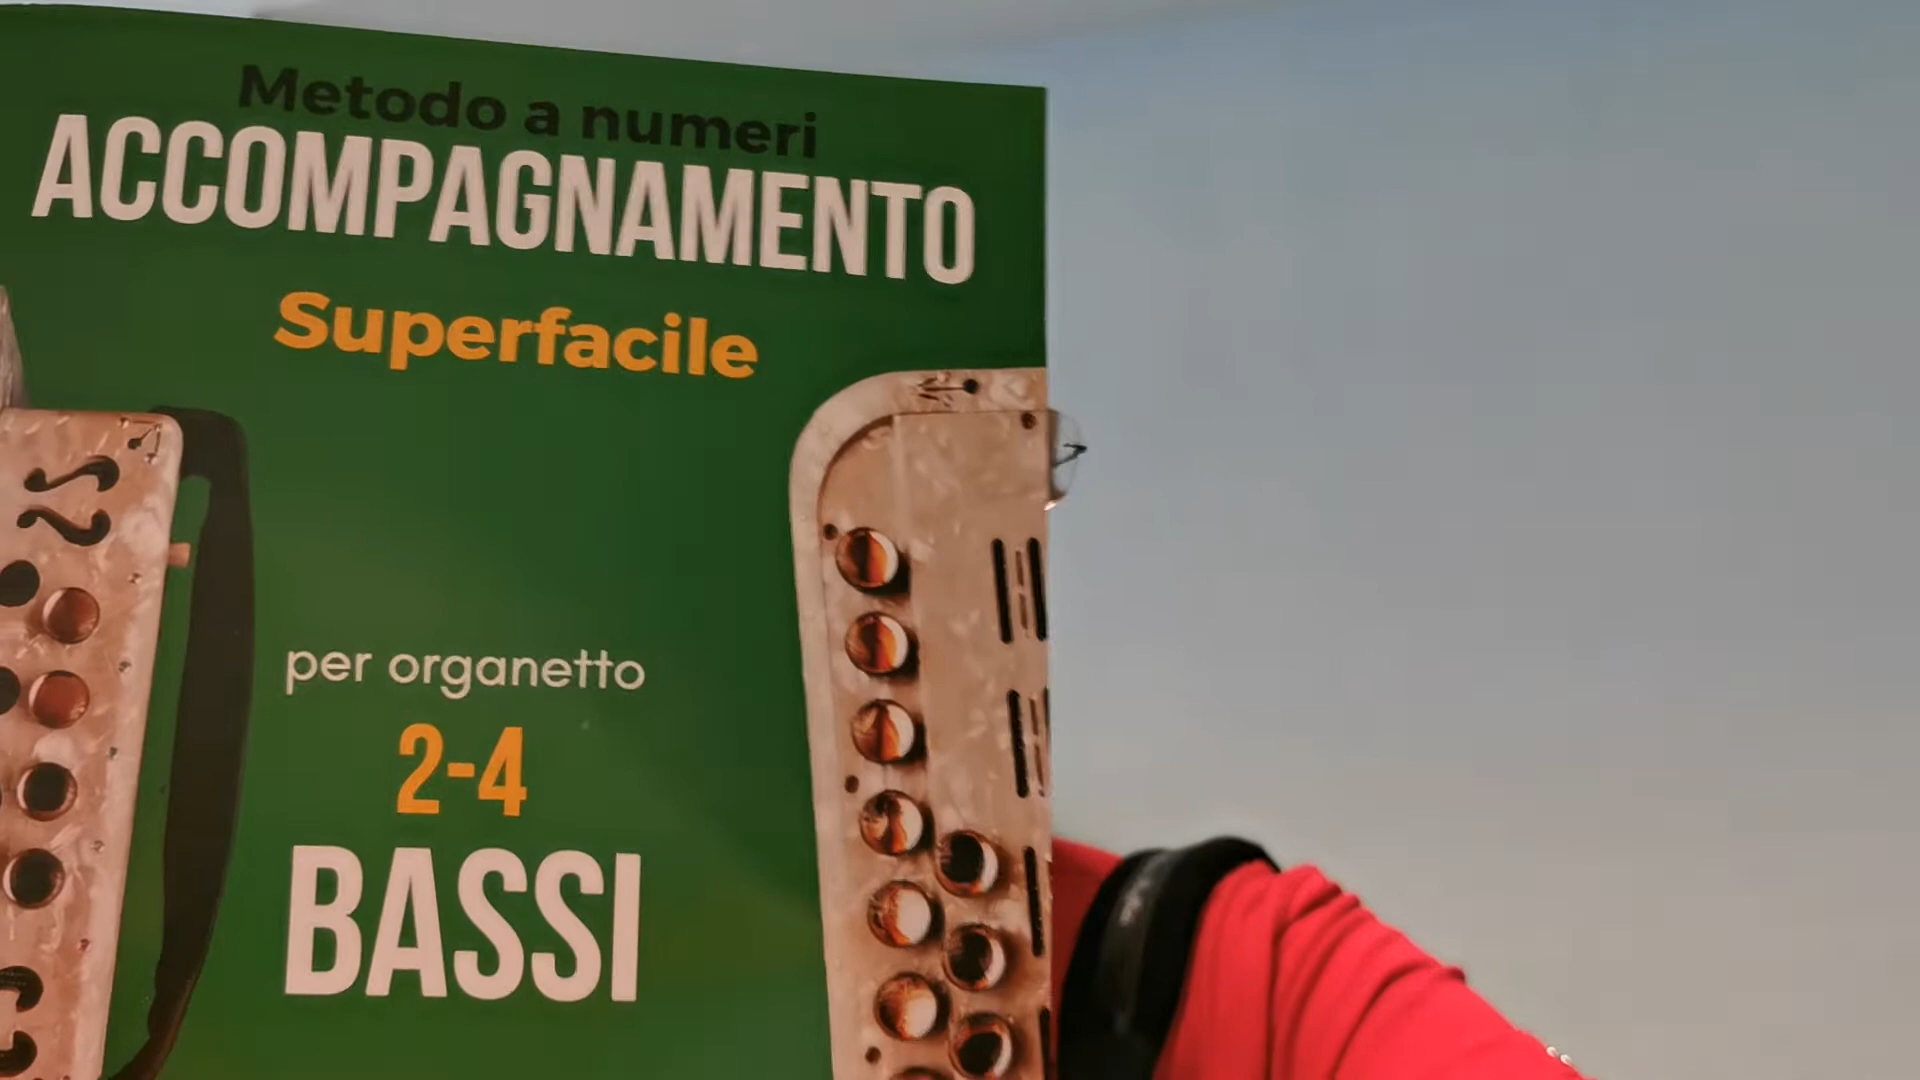 Metodo a numeri
ACCOMPAGNAMENTO
Superfacile
per organetto
2-4
BASSI